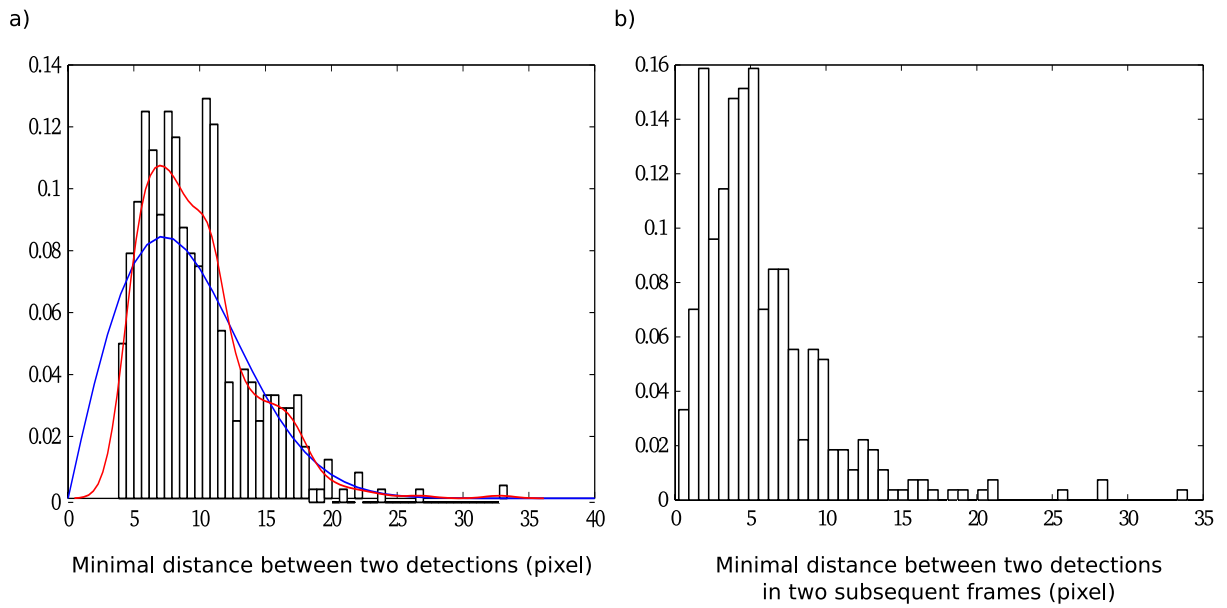 a)
0.14
0.12
0.1
0.08
0.06
0.04
0.02
0
0 5 10 15 20 25 30 35 40
Minimal distance between two detections (pixel)
b)
0.16
0.14
0.12
0.1
0.08
0.06
0.04
0.02
0
0 5 10 15 20 25 30 35
Minimal distance between two detections
in two subsequent frames (pixel)